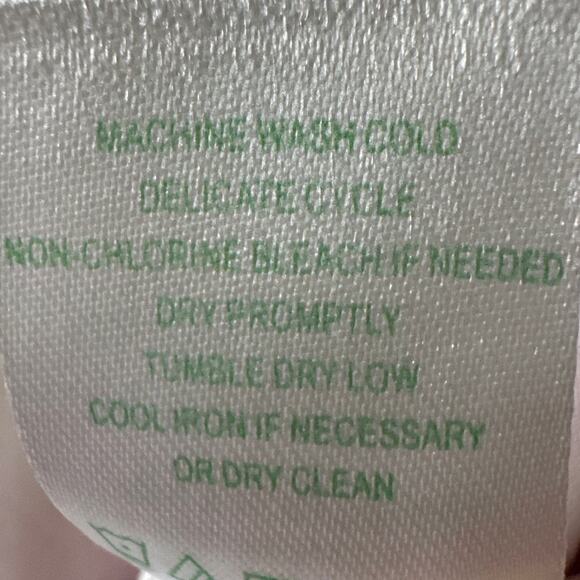 MACHINE WASH COLD
DELICATE CYCLE
NON-CHLORINE BLEACH IF NEEDED
DRY PROMPTLY
TUMBLE DRY LOW
COOL IRON IF NECESSARY
OR DRY CLEAN